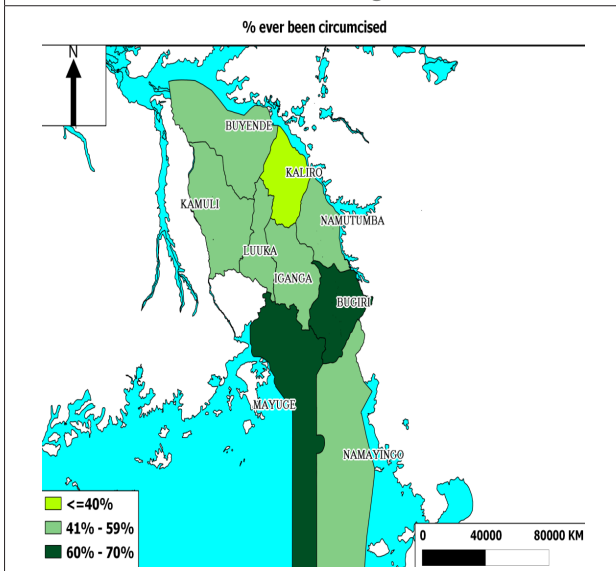 % ever been circumcised
N
BUYENDE
KALIRO
KAMULI
NAMUTUMBA
LUUKA
IGANGA
BUGIRI
MAYUGE
NAMAYINGO
<=40%
41% - 59%
60% - 70%
0 40000 80000 KM